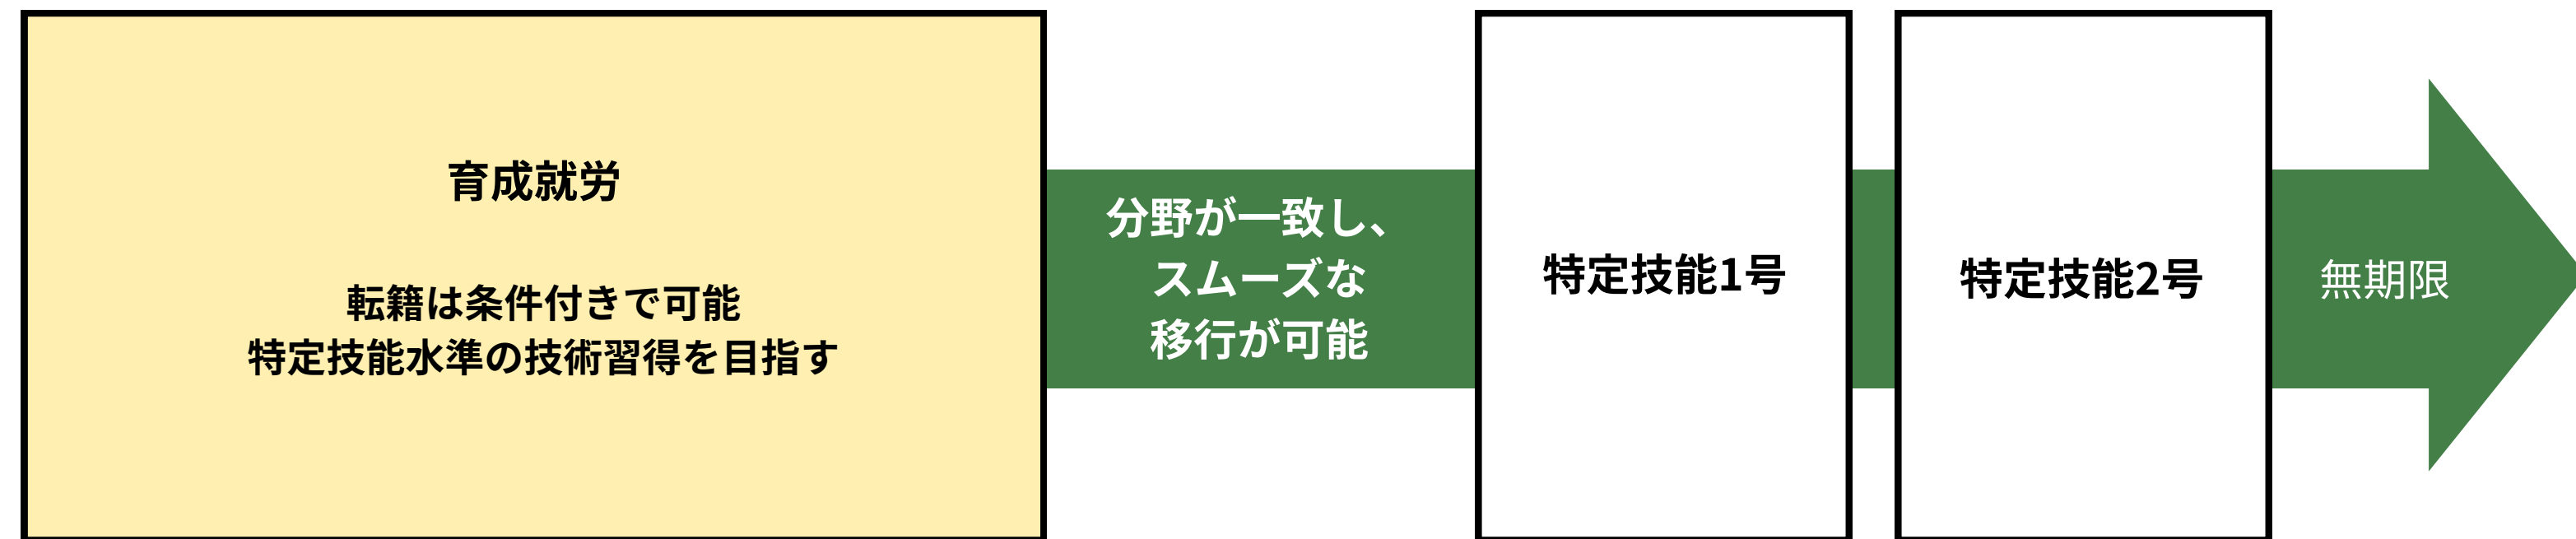 育成就労
転籍は条件付きで可能
特定技能水準の技術習得を目指す
分野が一致し、
スムーズな
移行が可能
特定技能1号
特定技能2号
無期限